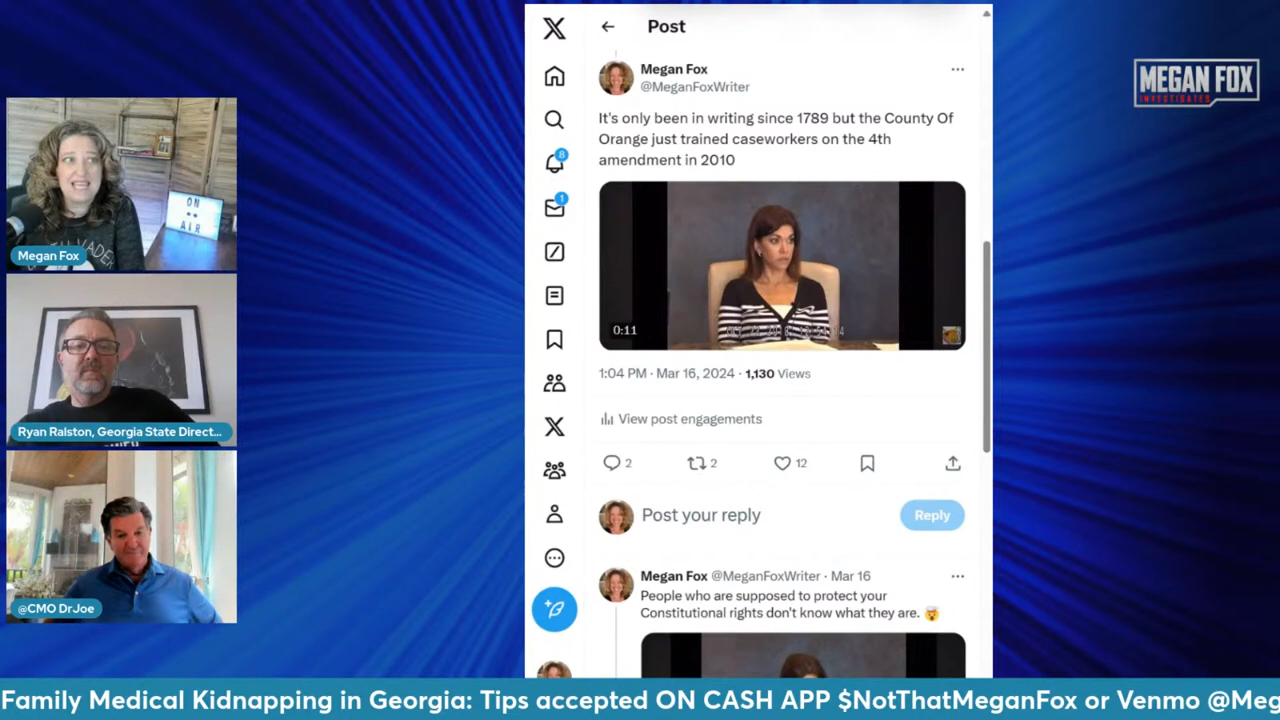 Post
Megan Fox
@MeganFoxWriter
It's only been in writing since 1789 but the County Of
Orange just trained caseworkers on the 4th
amendment in 2010
0:11
1:04 PM · Mar 16, 2024 · 1,130 Views
View post engagements
2
2
12
Post your reply
Reply
Megan Fox @MeganFoxWriter · Mar 16
People who are supposed to protect your
Constitutional rights don't know what they are. 🤯
8
1
MEGAN FOX
INVESTIGATES
ON
AIR
Megan Fox
Ryan Ralston, Georgia State Direct...
@CMO DrJoe
Family Medical Kidnapping in Georgia: Tips accepted ON CASH APP $NotThatMeganFox or Venmo @Meg